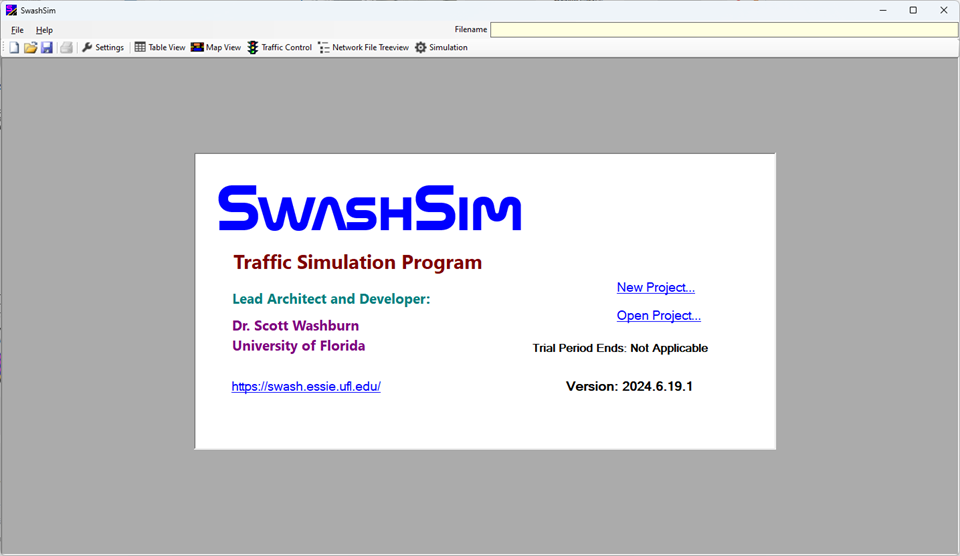 SwashSim
File Help
Filename
Settings Table View Map View Traffic Control Network File Treeview Simulation
SWASHSIM
Traffic Simulation Program
Lead Architect and Developer:
New Project...
Open Project...
Dr. Scott Washburn
University of Florida
Trial Period Ends: Not Applicable
https://swash.essie.ufl.edu/
Version: 2024.6.19.1